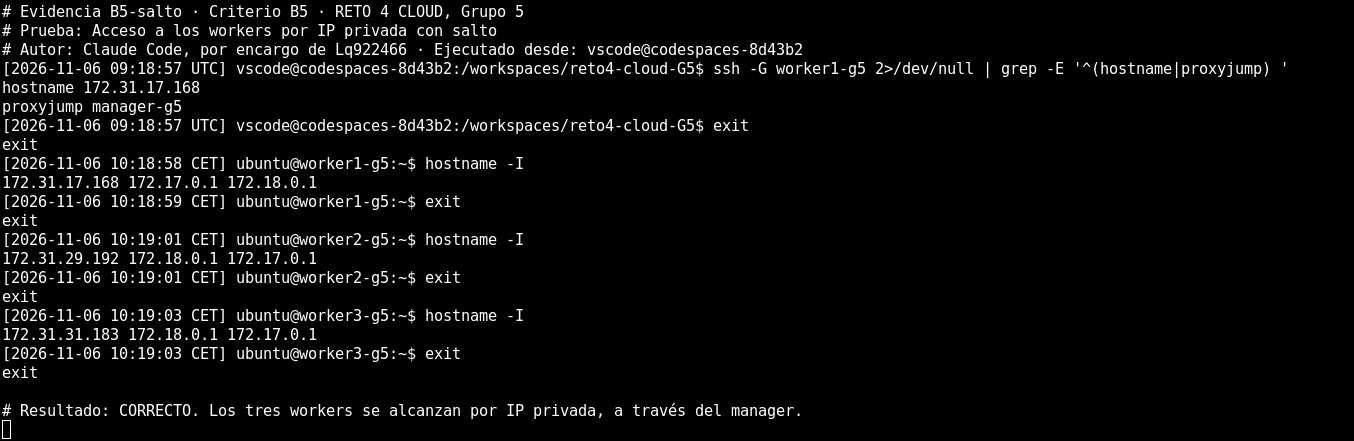 # Evidencia B5-salto · Criterio B5 · RETO 4 CLOUD, Grupo 5
# Prueba: Acceso a los workers por IP privada con salto
# Autor: Claude Code, por encargo de Lq922466 · Ejecutado desde: vscode@codespaces-8d43b2
[2026-11-06 09:18:57 UTC] vscode@codespaces-8d43b2:/workspaces/reto4-cloud-G5$ ssh -G worker1-g5 2>/dev/null | grep -E '^(hostname|proxyjump) '
hostname 172.31.17.168
proxyjump manager-g5
[2026-11-06 09:18:57 UTC] vscode@codespaces-8d43b2:/workspaces/reto4-cloud-G5$ exit
exit
[2026-11-06 10:18:58 CET] ubuntu@worker1-g5:~$ hostname -I
172.31.17.168 172.17.0.1 172.18.0.1
[2026-11-06 10:18:59 CET] ubuntu@worker1-g5:~$ exit
exit
[2026-11-06 10:19:01 CET] ubuntu@worker2-g5:~$ hostname -I
172.31.29.192 172.18.0.1 172.17.0.1
[2026-11-06 10:19:01 CET] ubuntu@worker2-g5:~$ exit
exit
[2026-11-06 10:19:03 CET] ubuntu@worker3-g5:~$ hostname -I
172.31.31.183 172.18.0.1 172.17.0.1
[2026-11-06 10:19:03 CET] ubuntu@worker3-g5:~$ exit
exit
# Resultado: CORRECTO. Los tres workers se alcanzan por IP privada, a través del manager.